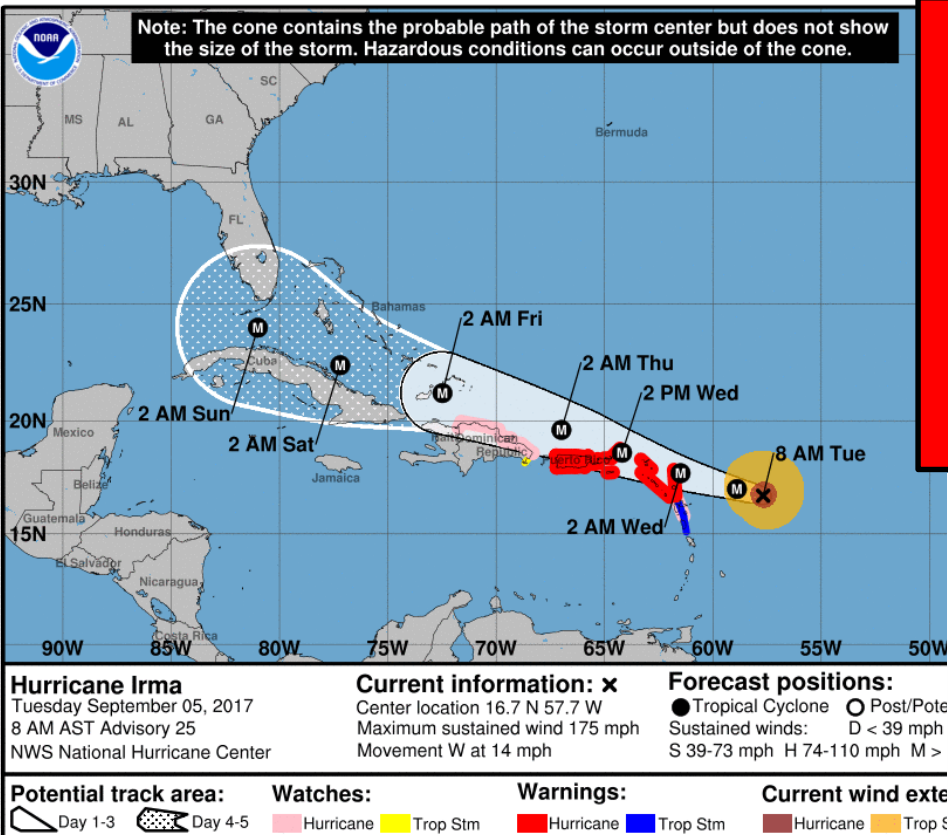 Note: The cone contains the probable path of the storm center but does not show
the size of the storm. Hazardous conditions can occur outside of the cone.
NOAA
SC
MS AL GA
Bermuda
30N
FL
25N
Bahamas
2 AM Fri
M
M
2 AM Thu
Cuba
M
M
2 PM Wed
20N
2 AM Sun
M
Mexico
2 AM Sat
Dominican
M
8 AM Tue
Republic
Puerto Rico
Jamaica
M
M
Belize
2 AM Wed
Guatemala
15N
Honduras
El Salvador
Nicaragua
Costa Rica
90W 85W 80W 75W 70W 65W 60W 55W 50W
Hurricane Irma
Tuesday September 05, 2017
8 AM AST Advisory 25
NWS National Hurricane Center
Current information: ×
Center location 16.7 N 57.7 W
Maximum sustained wind 175 mph
Movement W at 14 mph
Forecast positions:
Tropical Cyclone Post/Pote
Sustained winds: D < 39 mph
S 39-73 mph H 74-110 mph M >
Potential track area:
Day 1-3 Day 4-5
Watches:
Hurricane Trop Stm
Warnings:
Hurricane Trop Stm
Current wind exte
Hurricane Trop S